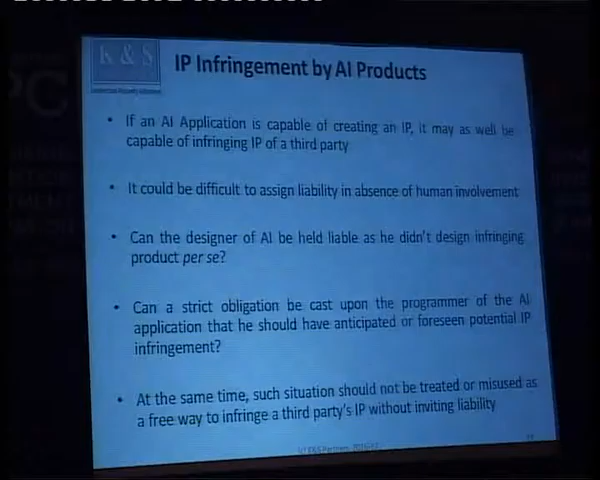 K & S
IP Infringement by AI Products
• If an AI Application is capable of creating an IP, it may as well be
capable of infringing IP of a third party
• It could be difficult to assign liability in absence of human involvement
• Can the designer of AI be held liable as he didn't design infringing
product per se?
• Can a strict obligation be cast upon the programmer of the AI
application that he should have anticipated or foreseen potential IP
infringement?
• At the same time, such situation should not be treated or misused as
a free way to infringe a third party's IP without inviting liability